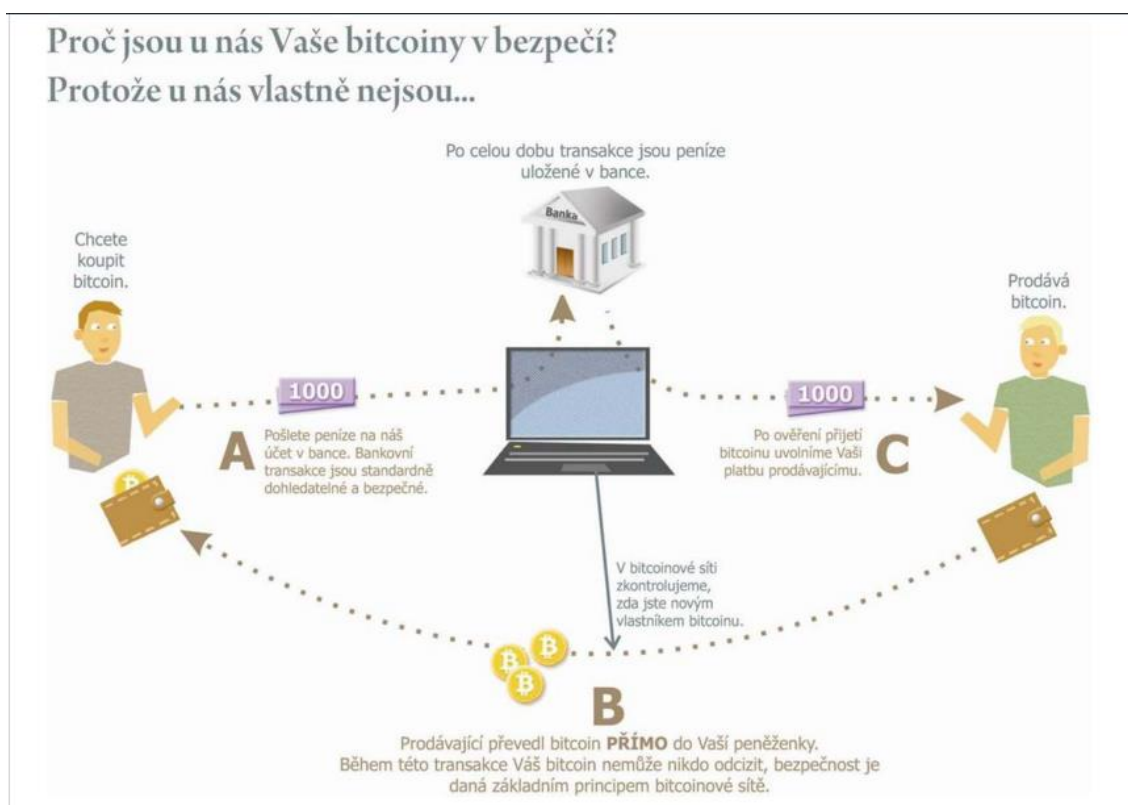 Proč jsou u nás Vaše bitcoiny v bezpečí?
Protože u nás vlastně nejsou...
Po celou dobu transakce jsou peníze
uložené v bance.
Banka
Chcete
koupit
bitcoin.
Prodává
bitcoin.
1000
1000
A
Pošlete peníze na náš
účet v bance. Bankovní
transakce jsou standardně
dohledatelné a bezpečné.
Po ověření přijetí
bitcoinu uvolníme Vaši
platbu prodávajícímu.
C
V bitcoinové síti
zkontrolujeme,
zda jste novým
vlastníkem bitcoinu.
B
Prodávající převedl bitcoin PŘÍMO do Vaší peněženky.
Během této transakce Váš bitcoin nemůže nikdo odcizit, bezpečnost je
daná základním principem bitcoinové sítě.